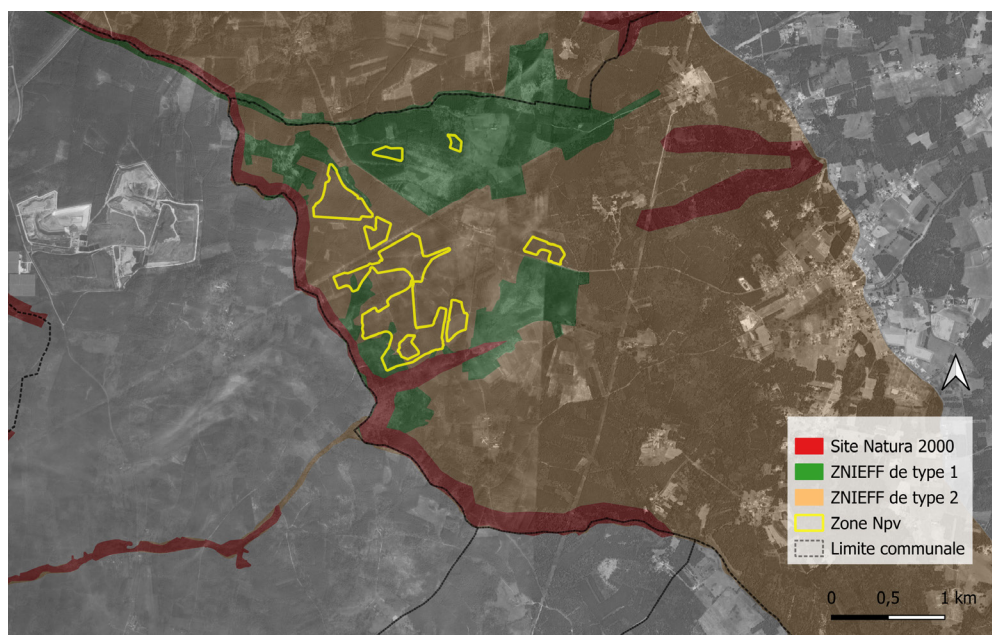 Site Natura 2000
ZNIEFF de type 1
ZNIEFF de type 2
Zone Npv
Limite communale
0 0,5 1 km